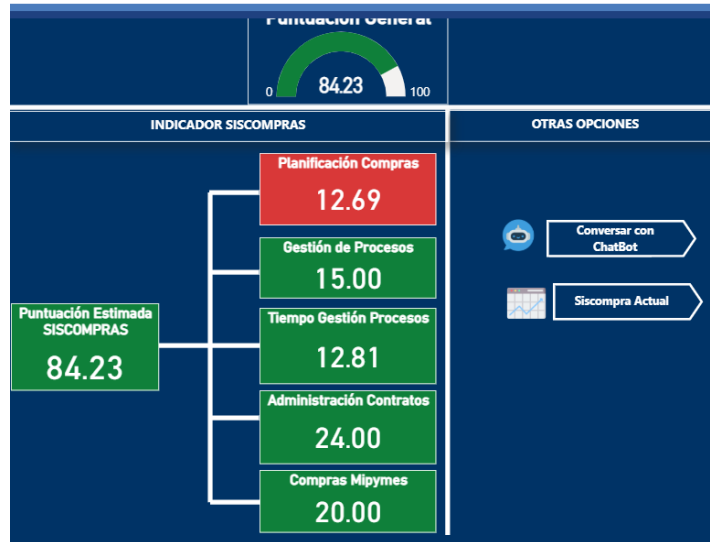 Puntuación General
84.23
0
100
INDICADOR SISCOMPRAS
OTRAS OPCIONES
Planificación Compras
12.69
Gestión de Procesos
15.00
Puntuación Estimada
SISCOMPRAS
84.23
Tiempo Gestión Procesos
12.81
Administración Contratos
24.00
Compras Mipymes
20.00
Conversar con
ChatBot
Siscompra Actual